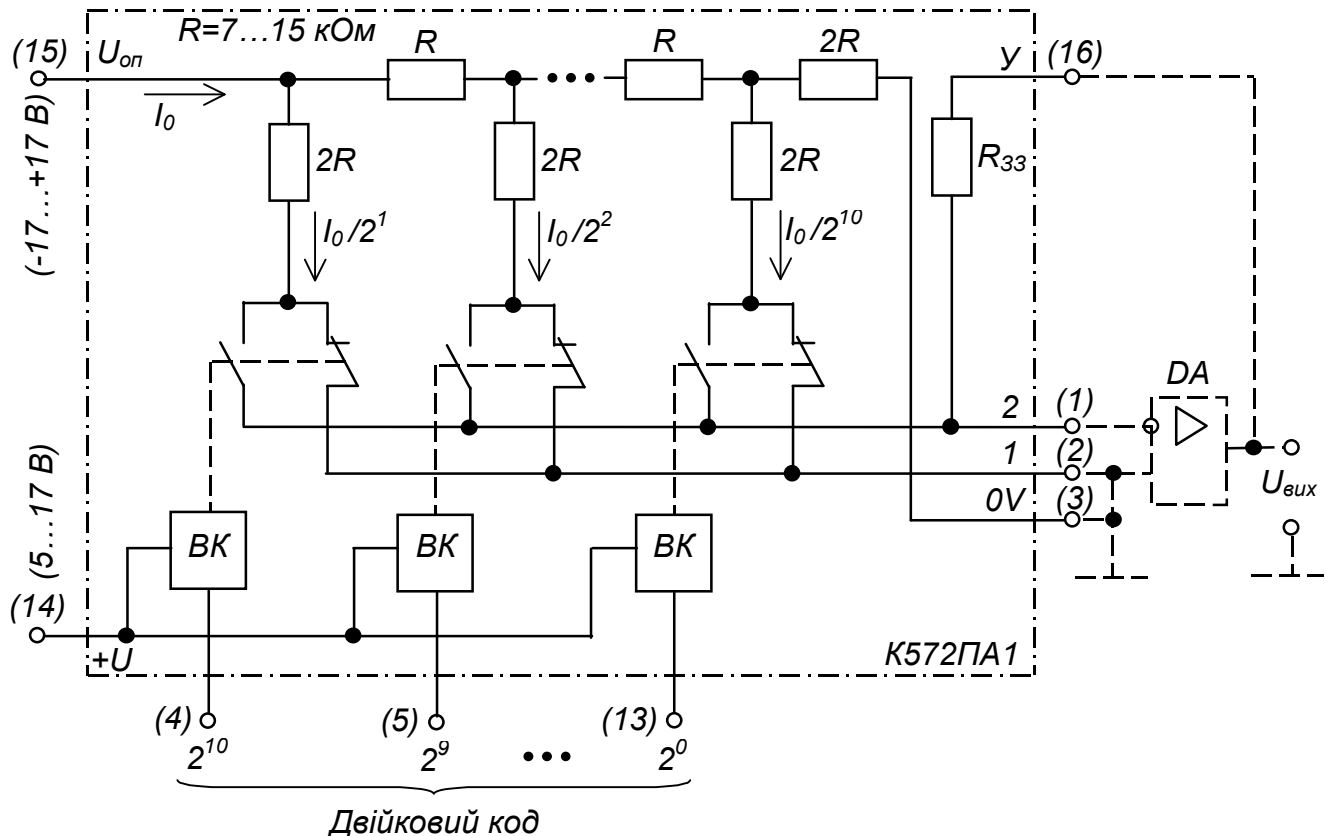 R=7...15 кОм
(15)
Uоп
R
R
2R
У
(16)
I0
(-17...+17 В)
2R
2R
2R
RЗЗ
I0/2^1
I0/2^2
I0/2^10
DA
2
(1)
1
(2)
0V
(3)
Uвих
(5...17 В)
ВК
ВК
ВК
(14)
+U
К572ПА1
(4)
(5)
(13)
2^10
2^9
•••
2^0
Двійковий код